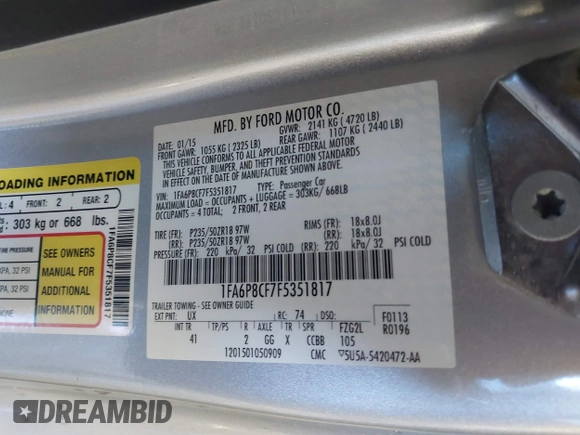 MFD. BY FORD MOTOR CO.
DATE: 01/15
GVWR: 2141 KG ( 4720 LB)
FRONT GAWR: 1055 KG ( 2325 LB)
REAR GAWR: 1107 KG ( 2440 LB)
THIS VEHICLE CONFORMS TO ALL APPLICABLE FEDERAL MOTOR
VEHICLE SAFETY, BUMPER, AND THEFT PREVENTION STANDARDS IN
EFFECT ON THE DATE OF MANUFACTURE SHOWN ABOVE.
VIN: 1FA6P8CF7F5351817
TYPE: Passenger Car
MAXIMUM LOAD = OCCUPANTS + LUGGAGE = 303KG/ 668LB
OCCUPANTS = 4 TOTAL; 2 FRONT, 2 REAR
TIRE (FR): P235/50ZR18 97W RIMS (FR): 18x8.0J
(RR): P235/50ZR18 97W (RR): 18x8.0J
PRESSURE (FR): 220 kPa/ 32 PSI COLD (RR): 220 kPa/ 32 PSI COLD
1FA6P8CF7F5351817
TRAILER TOWING - SEE OWNER GUIDE
EXT PNT: UX RC: 74 DSO: F0113
R0196
INT TR TP/PS R AXLE TR SPR FZG2L
41 2 GG X CCBB 105
1201501050909 CMC 5U5A-5420472-AA
LOADING INFORMATION
: 4 FRONT: 2 REAR: 2
: 303 kg or 668 lbs.
KPA, 32 PSI
KPA, 32 PSI
SEE OWNERS
MANUAL FOR
ADDITIONAL
INFORMATION
1FA6P8CF7F5351817
DREAMBID